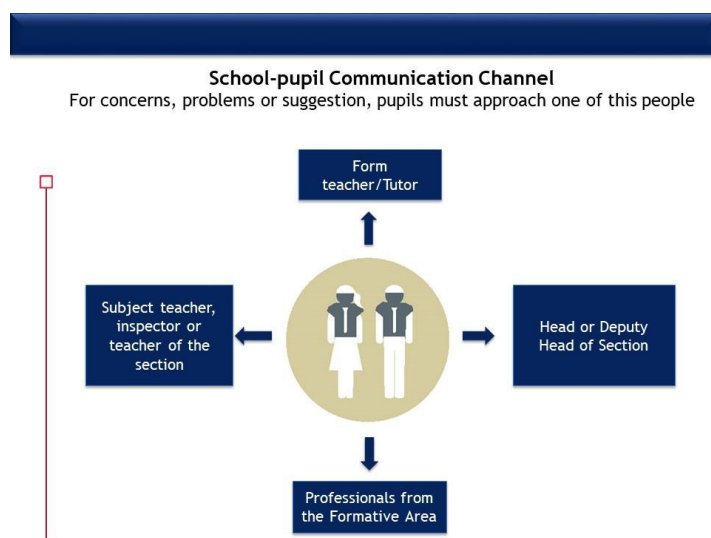 School-pupil Communication Channel
For concerns, problems or suggestion, pupils must approach one of this people
Form
teacher/Tutor
Subject teacher,
inspector or
teacher of the
section
Head or Deputy
Head of Section
Professionals from
the Formative Area